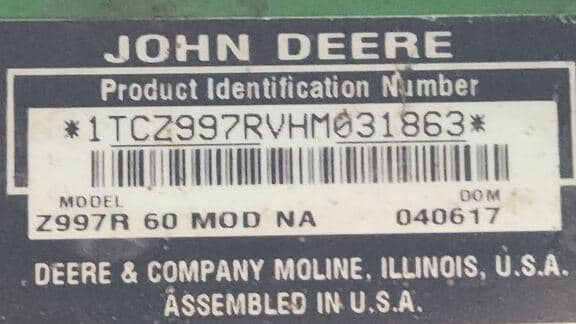 JOHN DEERE
Product Identification Number
*1TCZ997RVHM031863*
MODEL DOM
Z997R 60 MOD NA 040617
DEERE & COMPANY MOLINE, ILLINOIS, U.S.A.
ASSEMBLED IN U.S.A.